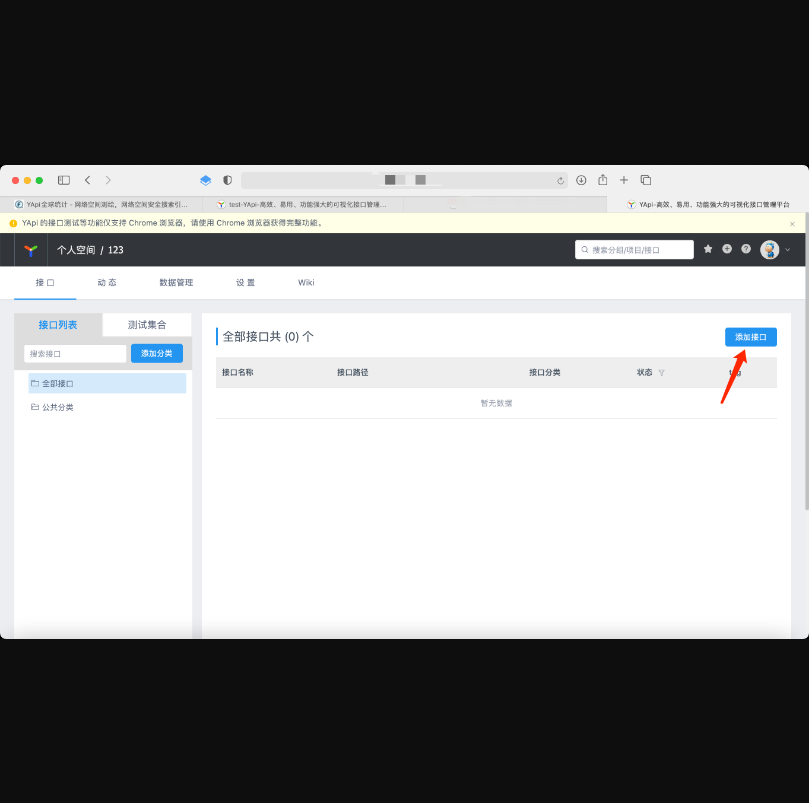 YApi全球统计 - 网络空间测绘，网络空间安全搜索引...
test-YApi-高效、易用、功能强大的可视化接口管理...
YApi-高效、易用、功能强大的可视化接口管理平台
YApi 的接口测试等功能仅支持 Chrome 浏览器，请使用 Chrome 浏览器获得完整功能。
个人空间 / 123
搜索分组/项目/接口
接 口
动 态
数据管理
设 置
Wiki
接口列表
测试集合
搜索接口
添加分类
全部接口
公共分类
全部接口共 (0) 个
添加接口
接口名称
接口路径
接口分类
状态
tag
暂无数据